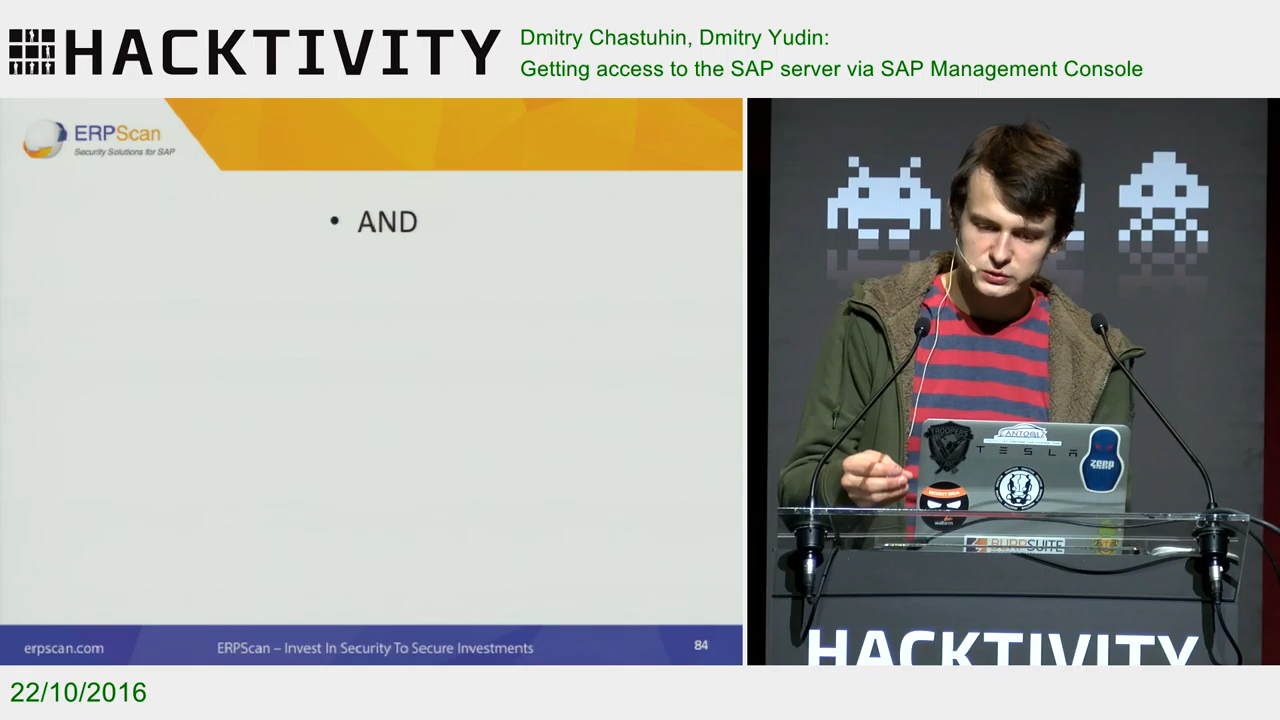 HACKTIVITY
Dmitry Chastuhin, Dmitry Yudin:
Getting access to the SAP server via SAP Management Console
ERPScan
Security Solutions for SAP
• AND
erpscan.com
ERPScan – Invest In Security To Secure Investments
84
TROOPERS
TESLA
BURPSUITE
HACKTIVITY
22/10/2016